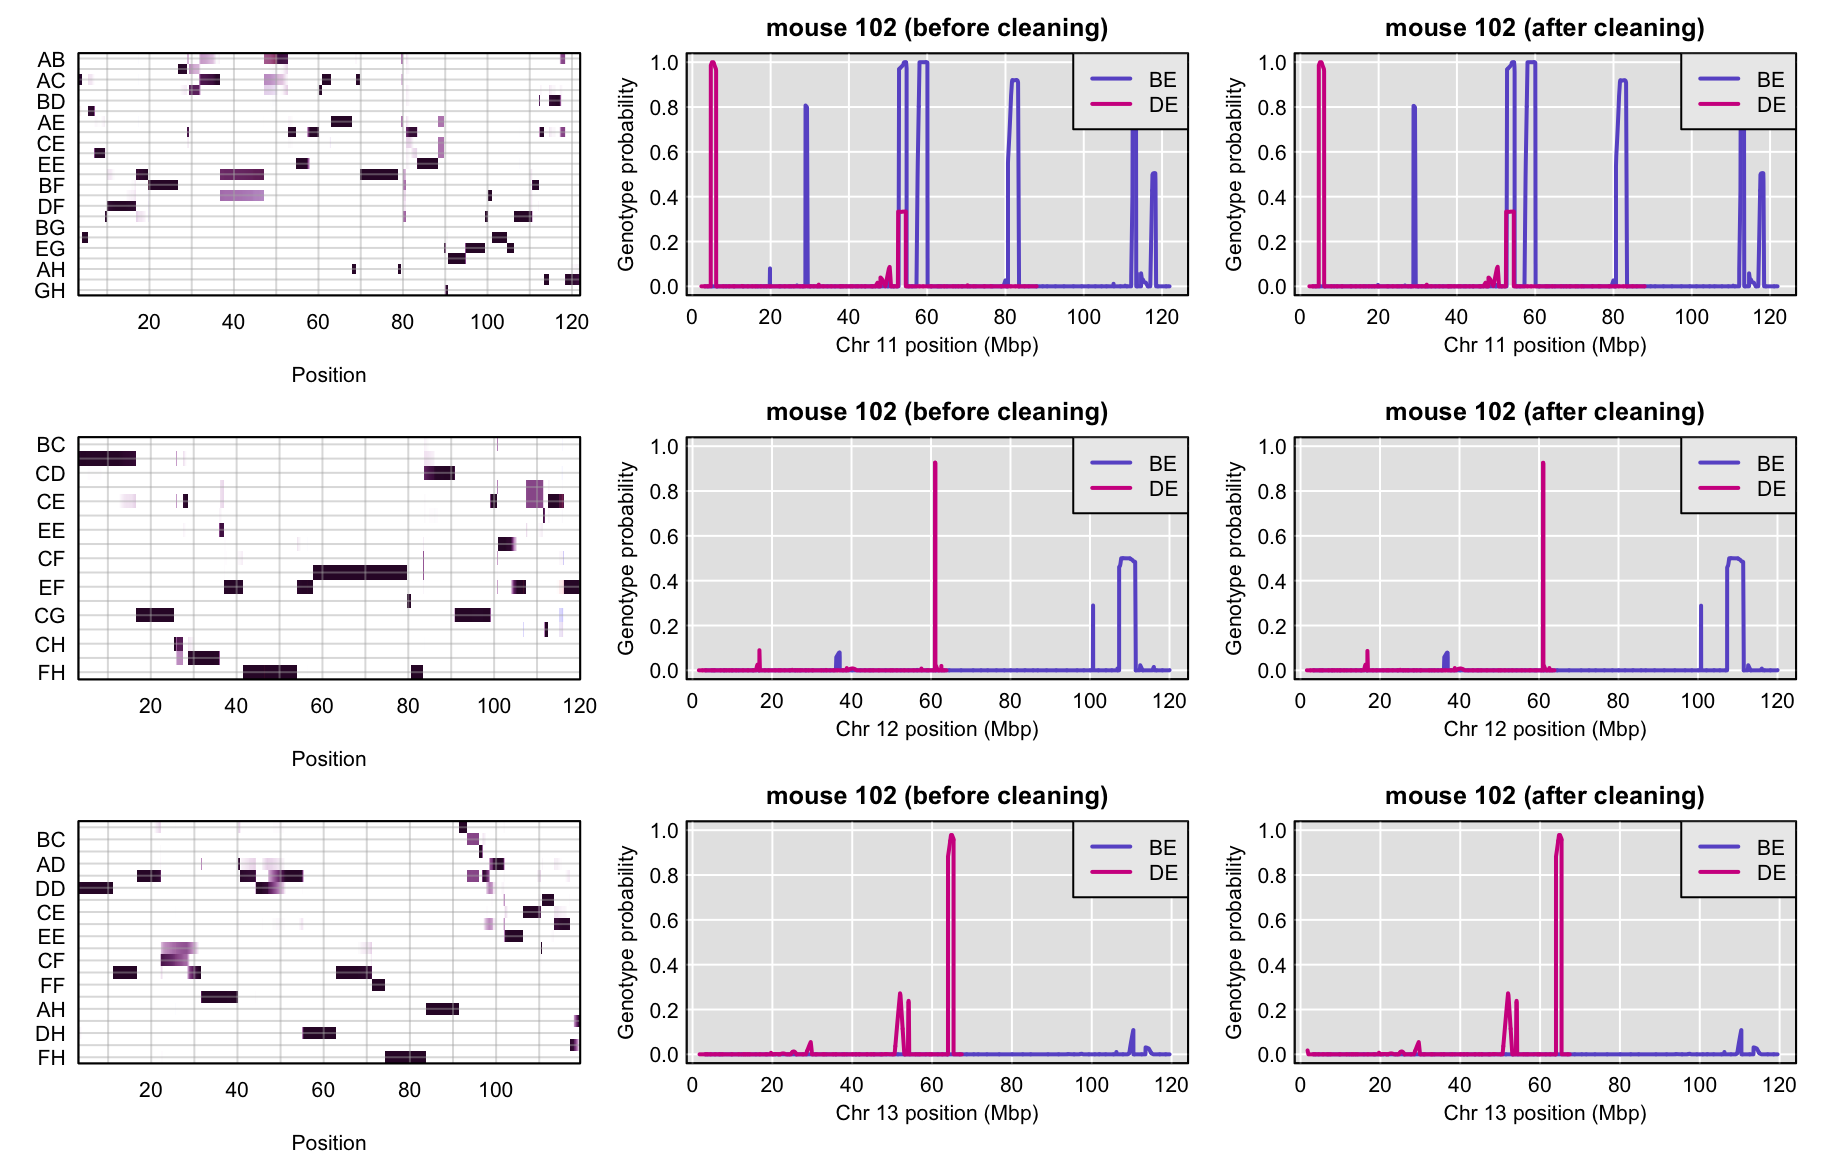 AB
AC
BD
AE
CE
EE
BF
DF
BG
EG
AH
GH
20 40 60 80 100 120
Position
mouse 102 (before cleaning)
Genotype probability
1.0
0.8
0.6
0.4
0.2
0.0
BE
DE
0 20 40 60 80 100 120
Chr 11 position (Mbp)
mouse 102 (after cleaning)
Genotype probability
1.0
0.8
0.6
0.4
0.2
0.0
BE
DE
0 20 40 60 80 100 120
Chr 11 position (Mbp)
BC
CD
CE
EE
CF
EF
CG
CH
FH
20 40 60 80 100 120
Position
mouse 102 (before cleaning)
Genotype probability
1.0
0.8
0.6
0.4
0.2
0.0
BE
DE
0 20 40 60 80 100 120
Chr 12 position (Mbp)
mouse 102 (after cleaning)
Genotype probability
1.0
0.8
0.6
0.4
0.2
0.0
BE
DE
0 20 40 60 80 100 120
Chr 12 position (Mbp)
BC
AD
DD
CE
EE
CF
FF
AH
DH
FH
20 40 60 80 100
Position
mouse 102 (before cleaning)
Genotype probability
1.0
0.8
0.6
0.4
0.2
0.0
BE
DE
0 20 40 60 80 100 120
Chr 13 position (Mbp)
mouse 102 (after cleaning)
Genotype probability
1.0
0.8
0.6
0.4
0.2
0.0
BE
DE
0 20 40 60 80 100 120
Chr 13 position (Mbp)